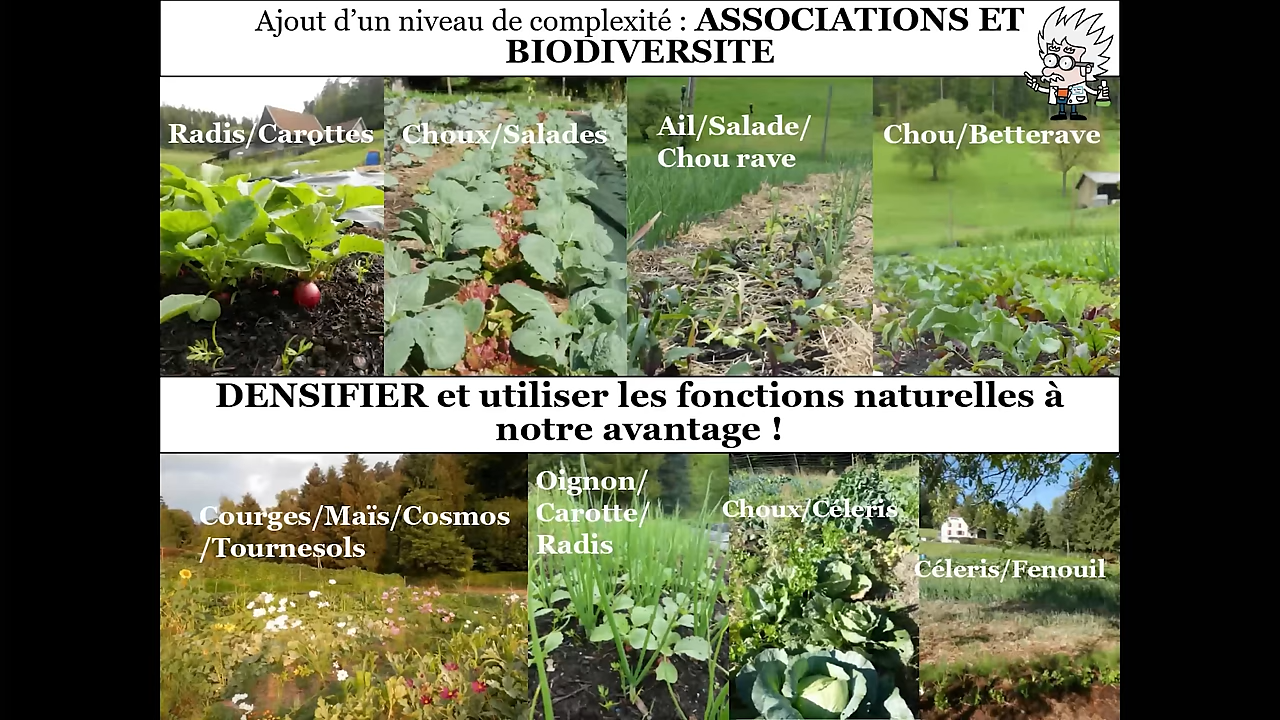 Ajout d’un niveau de complexité : ASSOCIATIONS ET
BIODIVERSITE
Radis/Carottes
Choux/Salades
Ail/Salade/
Chou rave
Chou/Betterave
DENSIFIER et utiliser les fonctions naturelles à
notre avantage !
Courges/Maïs/Cosmos
/Tournesols
Oignon/
Carotte/
Radis
Choux/Céleris
Céleris/Fenouil